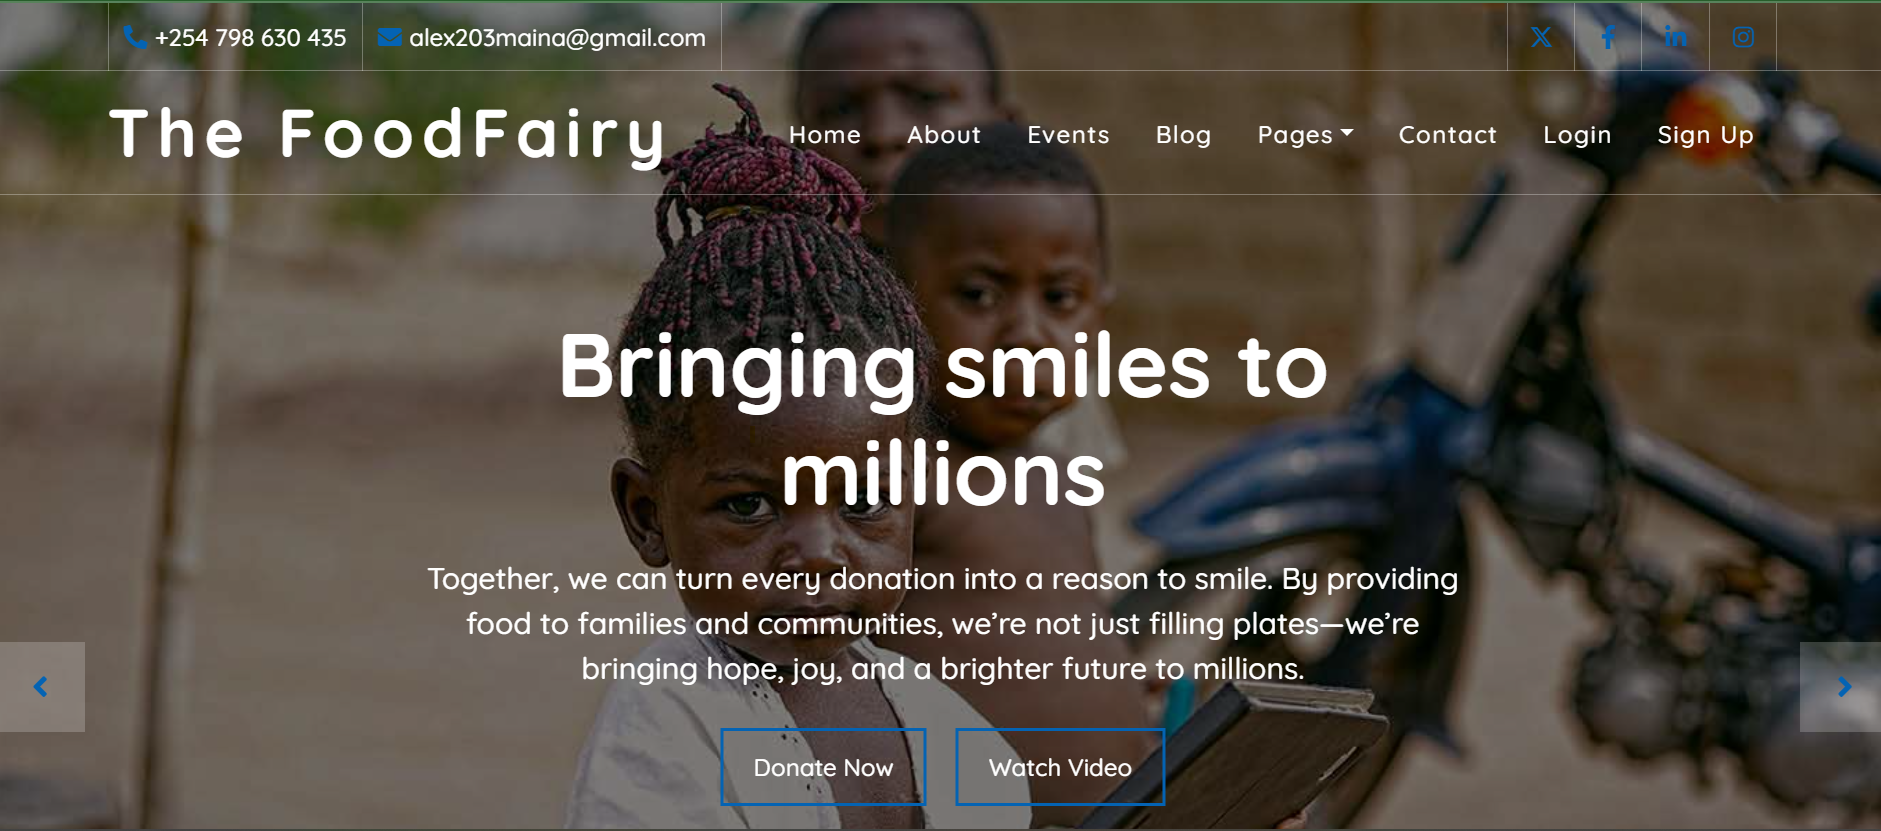 +254 798 630 435
alex203maina@gmail.com
The FoodFairy
Home About Events Blog Pages Contact Login Sign Up
Bringing smiles to
millions
Together, we can turn every donation into a reason to smile. By providing
food to families and communities, we’re not just filling plates—we’re
bringing hope, joy, and a brighter future to millions.
Donate Now
Watch Video